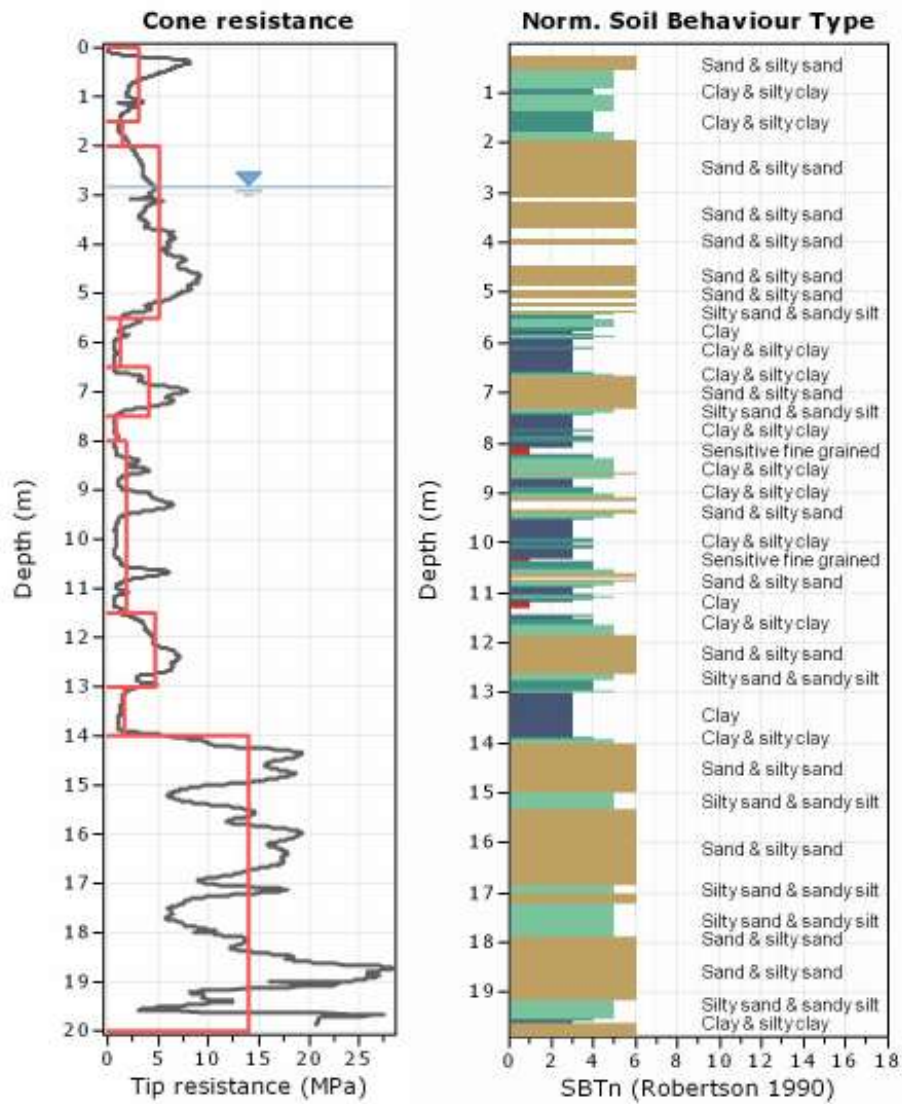 Cone resistance
0
1
2
3
4
5
6
7
8
9
10
11
12
13
14
15
16
17
18
19
20
Depth (m)
0 5 10 15 20 25
Tip resistance (MPa)
Norm. Soil Behaviour Type
1
2
3
4
5
6
7
8
9
10
11
12
13
14
15
16
17
18
19
Depth (m)
Sand & silty sand
Clay & silty clay
Clay & silty clay
Sand & silty sand
Sand & silty sand
Sand & silty sand
Sand & silty sand
Sand & silty sand
Silty sand & sandy silt
Clay
Clay & silty clay
Clay & silty clay
Sand & silty sand
Silty sand & sandy silt
Clay & silty clay
Sensitive fine grained
Clay & silty clay
Clay & silty clay
Sand & silty sand
Clay & silty clay
Sensitive fine grained
Sand & silty sand
Clay
Clay & silty clay
Sand & silty sand
Silty sand & sandy silt
Clay
Clay & silty clay
Sand & silty sand
Silty sand & sandy silt
Sand & silty sand
Silty sand & sandy silt
Silty sand & sandy silt
Sand & silty sand
Sand & silty sand
Silty sand & sandy silt
Clay & silty clay
0 2 4 6 8 10 12 14 16 18
SBTn (Robertson 1990)